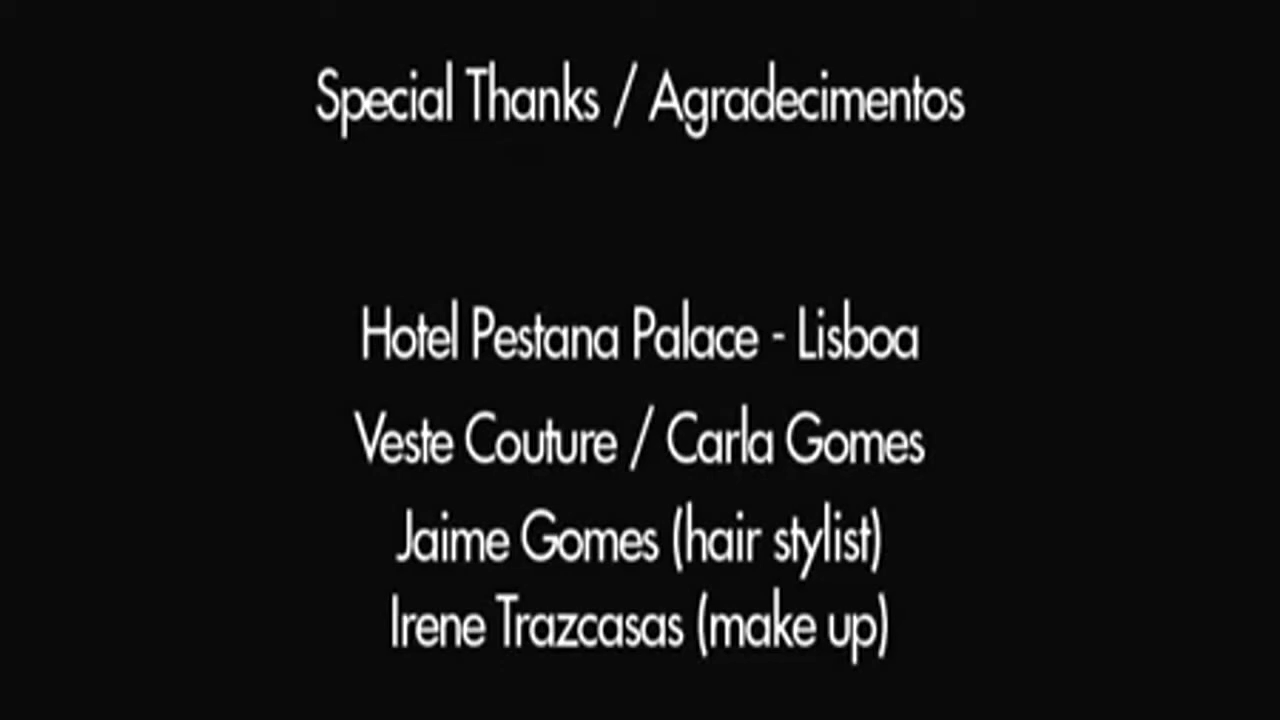 Special Thanks / Agradecimentos
Hotel Pestana Palace - Lisboa
Veste Couture / Carla Gomes
Jaime Gomes (hair stylist)
Irene Trazcasas (make up)